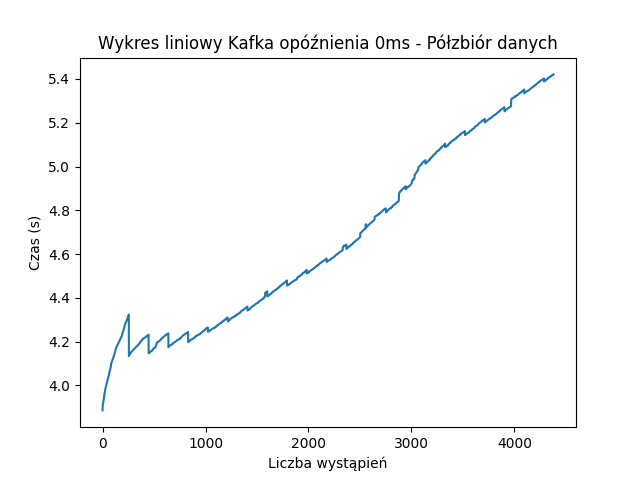 Wykres liniowy Kafka opóźnienia 0ms - Półzbiór danych
5.4
5.2
5.0
4.8
4.6
4.4
4.2
4.0
Czas (s)
0 1000 2000 3000 4000
Liczba wystąpień